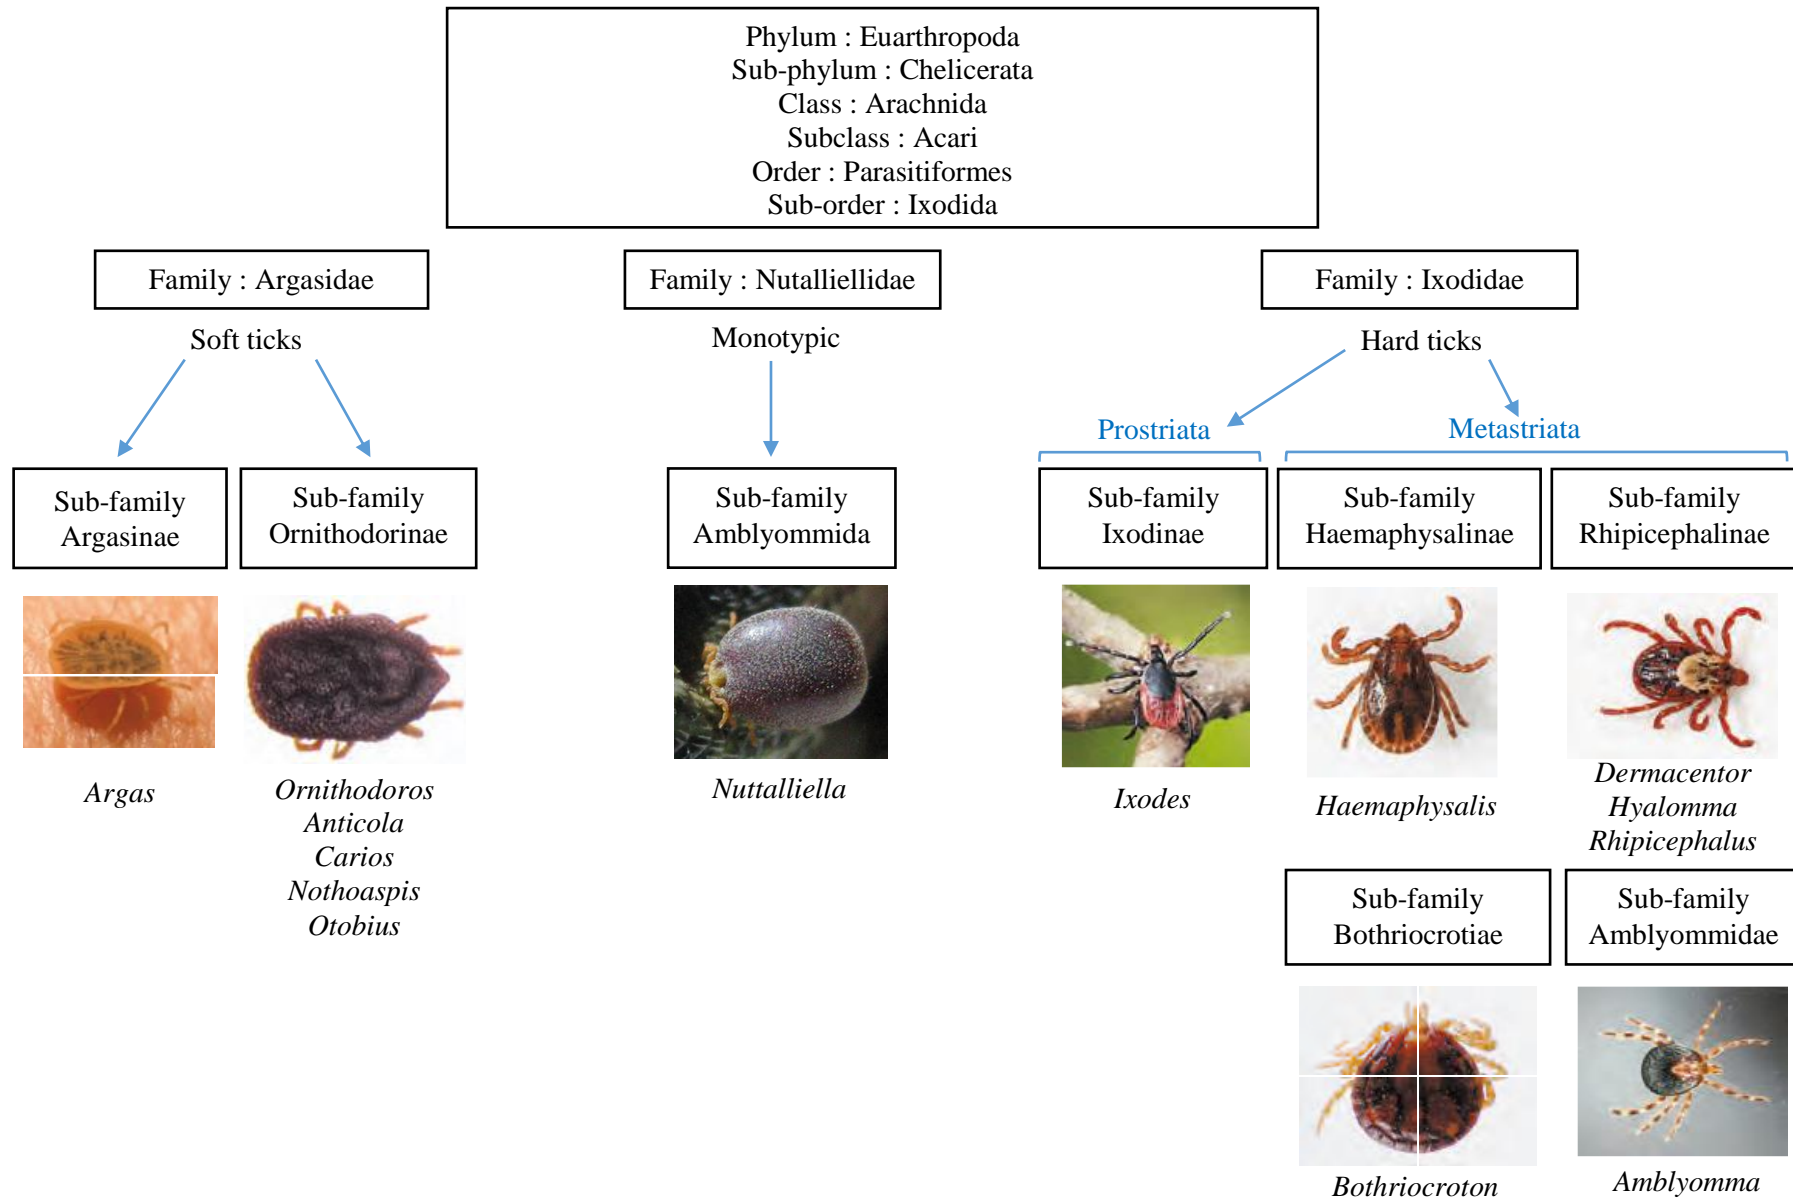 Phylum : Euarthropoda
Sub-phylum : Chelicerata
Class : Arachnida
Subclass : Acari
Order : Parasitiformes
Sub-order : Ixodida
Family : Argasidae
Family : Nutalliellidae
Family : Ixodidae
Soft ticks
Monotypic
Hard ticks
Prostriata
Metastriata
Sub-family
Argasinae
Sub-family
Ornithodorinae
Sub-family
Amblyommida
Sub-family
Ixodinae
Sub-family
Haemaphysalinae
Sub-family
Rhipicephalinae
Argas
Ornithodoros
Anticola
Carios
Nothoaspis
Otobius
Nuttalliella
Ixodes
Haemaphysalis
Dermacentor
Hyalomma
Rhipicephalus
Sub-family
Bothriocrotiae
Sub-family
Amblyommidae
Bothriocroton
Amblyomma